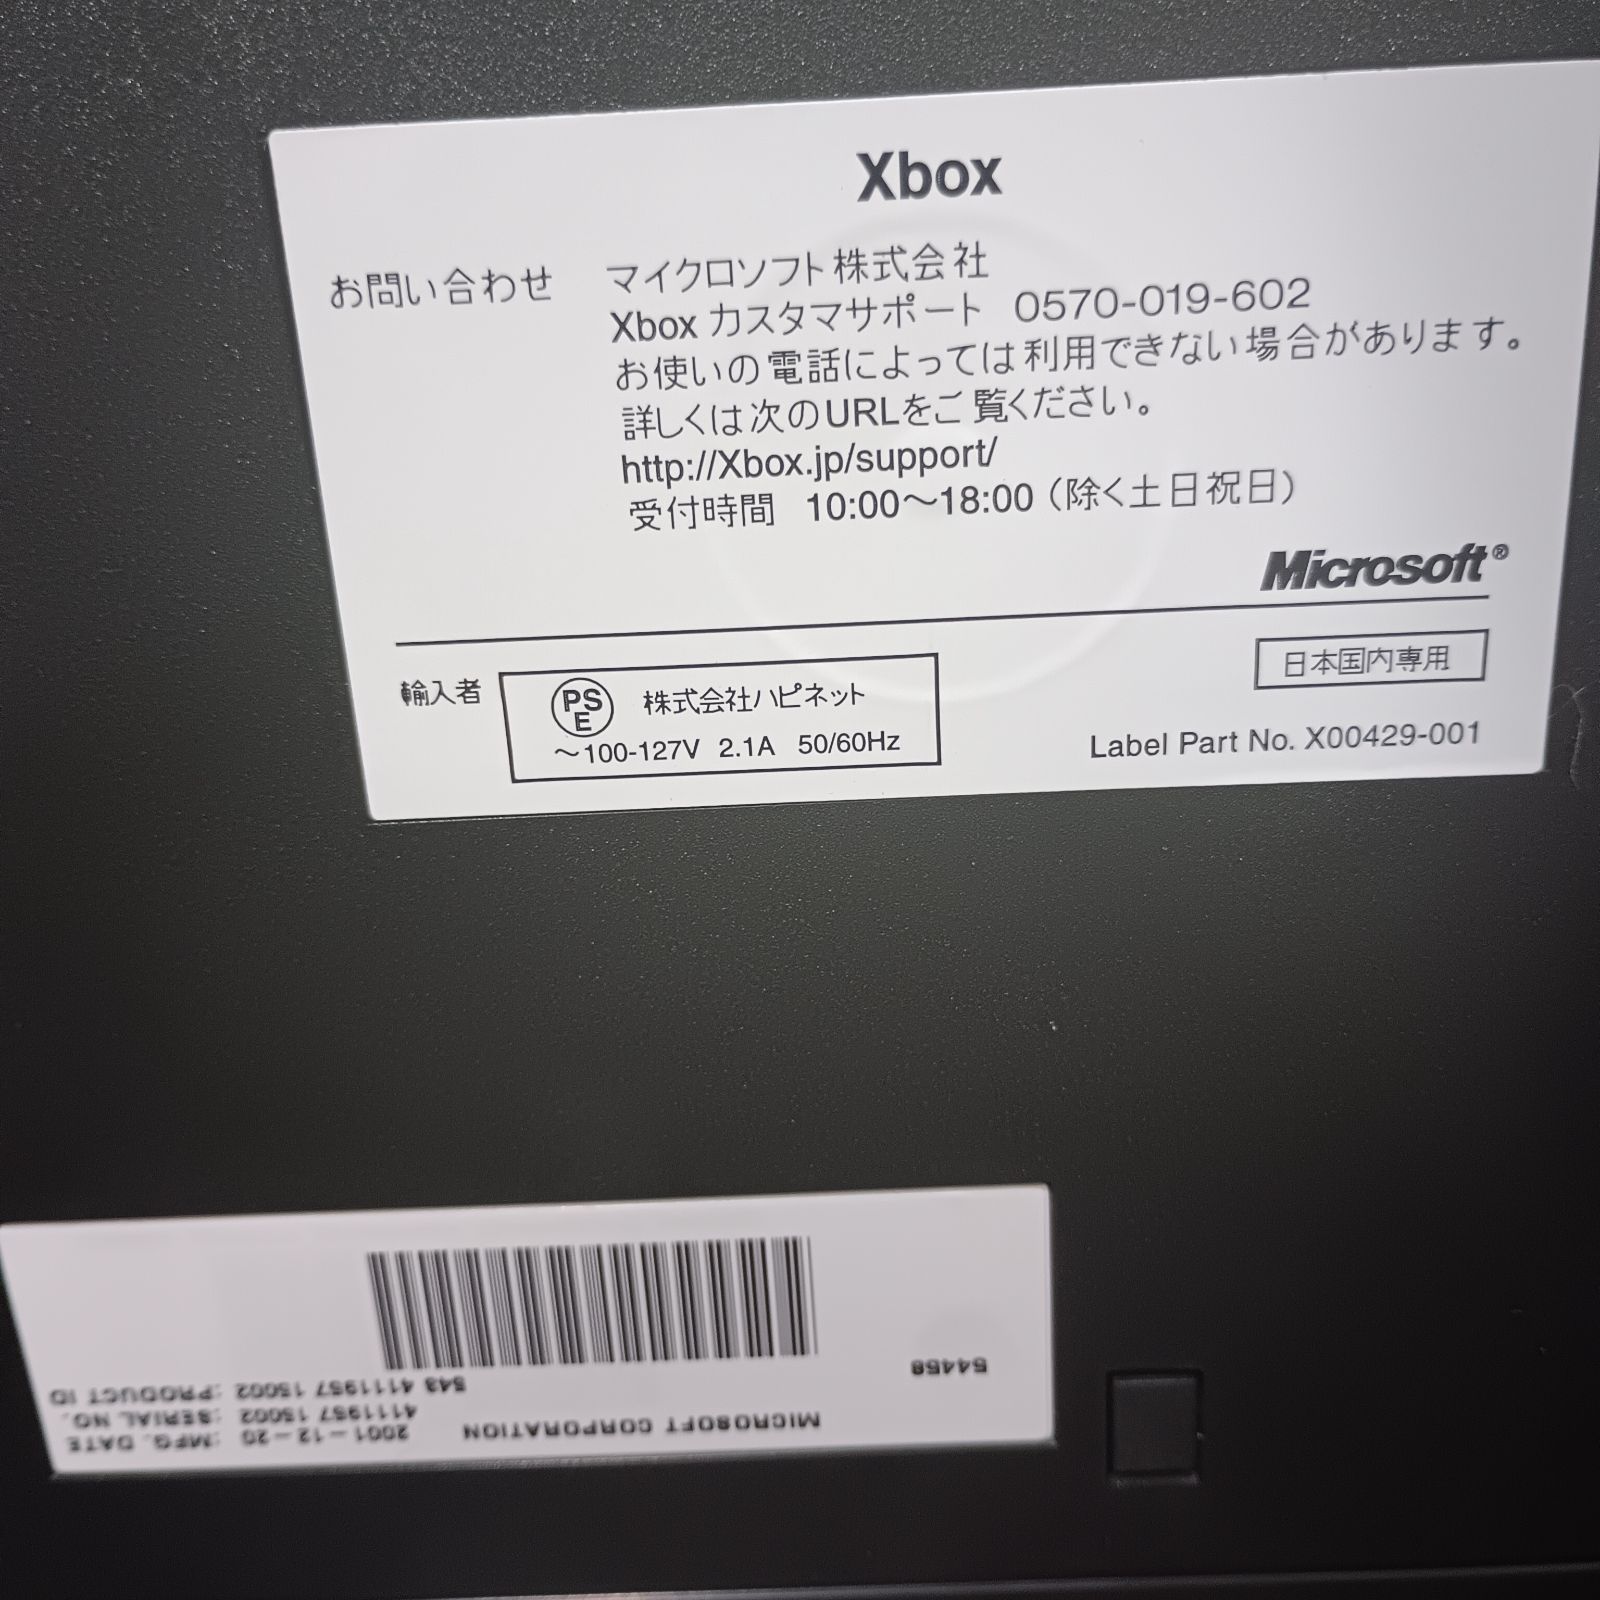 Xbox
お問い合わせ マイクロソフト株式会社
Xbox カスタマサポート 0570-019-602
お使いの電話によっては利用できない場合があります。
詳しくは次のURLをご覧ください。
http://Xbox.jp/support/
受付時間 10:00～18:00（除く土日祝日）
Microsoft®
輸入者 PSE 株式会社ハピネット
～100-127V 2.1A 50/60Hz
日本国内専用
Label Part No. X00429-001
MICROSOFT CORPORATION
MFG. DATE: 2001-12-20
SERIAL NO.: 4111957 15002
PRODUCT ID: 543 4111957 15002
54458